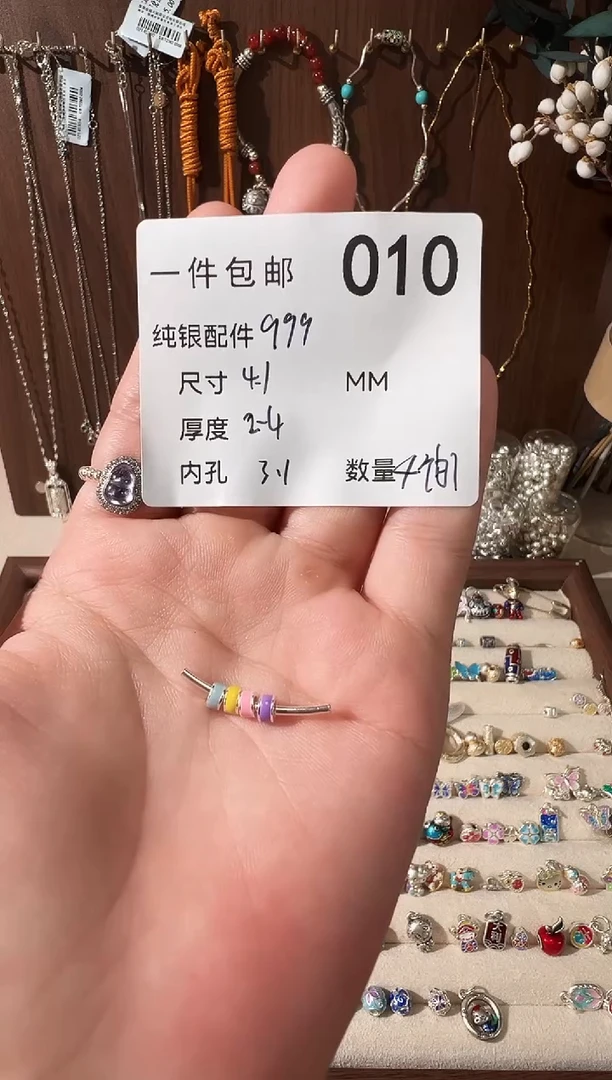 一件包邮 010
纯银配件 999
尺寸 4.1 MM
厚度 2.4
内孔 3.1 数量 4个